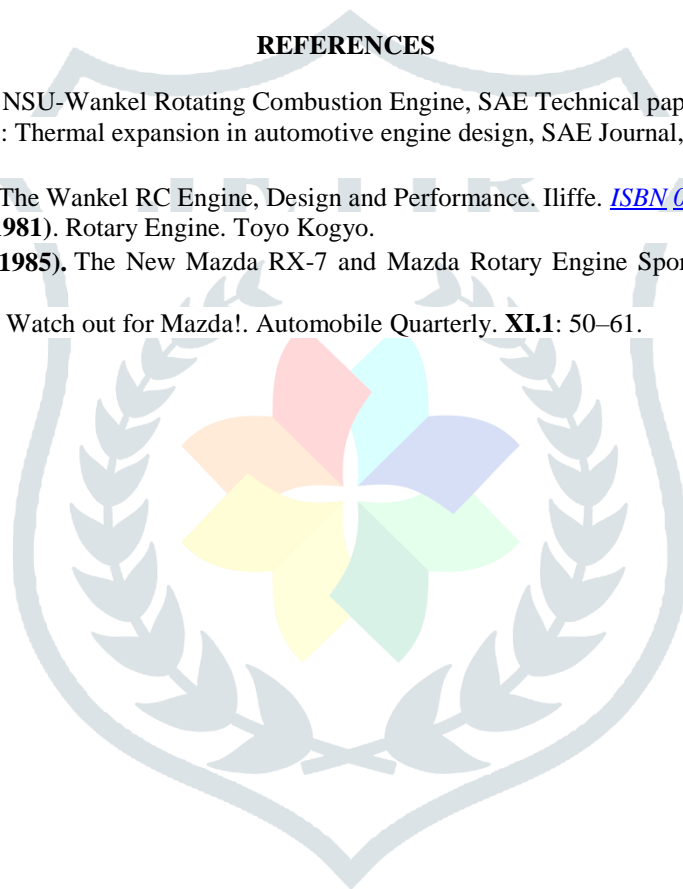 REFERENCES
NSU-Wankel Rotating Combustion Engine, SAE Technical pap
: Thermal expansion in automotive engine design, SAE Journal,
The Wankel RC Engine, Design and Performance. Iliffe. ISBN 0
981). Rotary Engine. Toyo Kogyo.
1985). The New Mazda RX-7 and Mazda Rotary Engine Spor
Watch out for Mazda!. Automobile Quarterly. XI.1: 50–61.